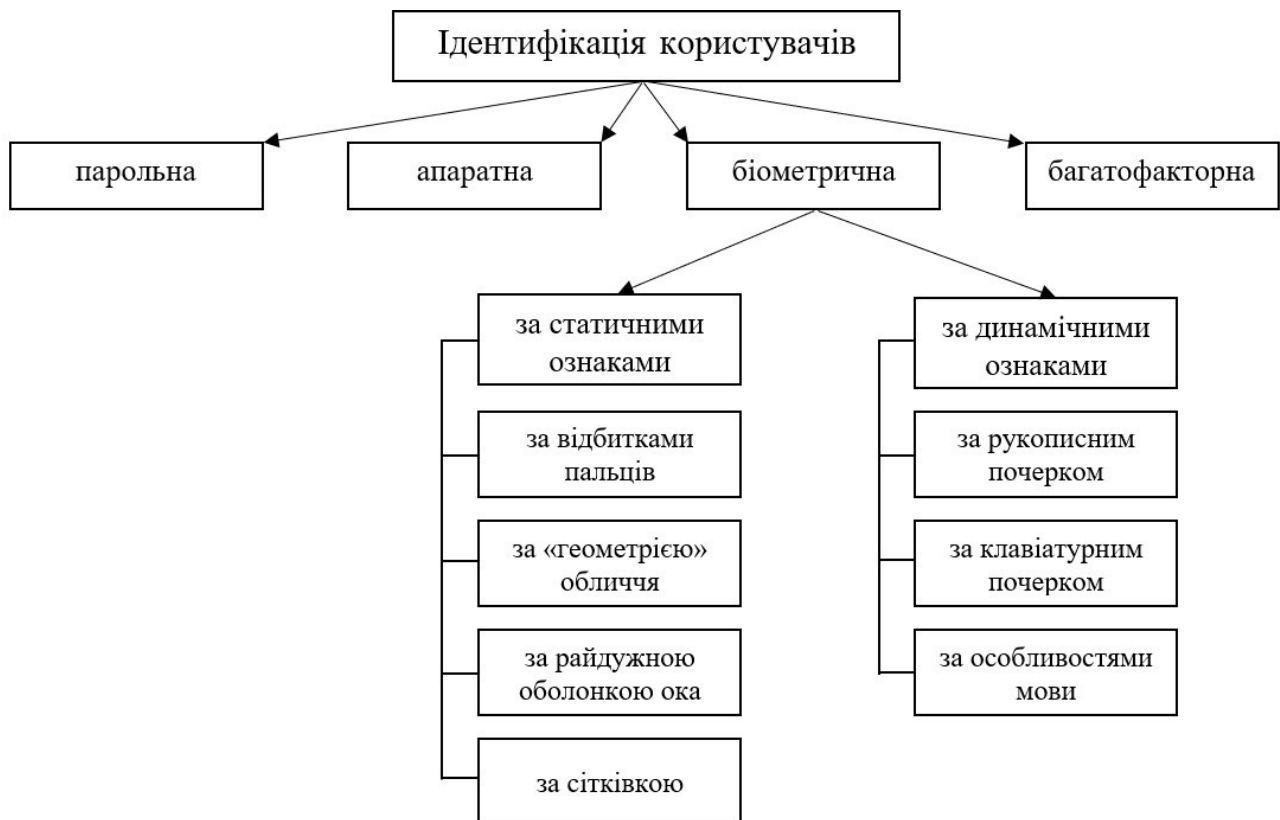 Ідентифікація користувачів
парольна
апаратна
біометрична
багатофакторна
за статичними
ознаками
за відбитками
пальців
за «геометрією»
обличчя
за райдужною
оболонкою ока
за сітківкою
за динамічними
ознаками
за рукописним
почерком
за клавіатурним
почерком
за особливостями
мови